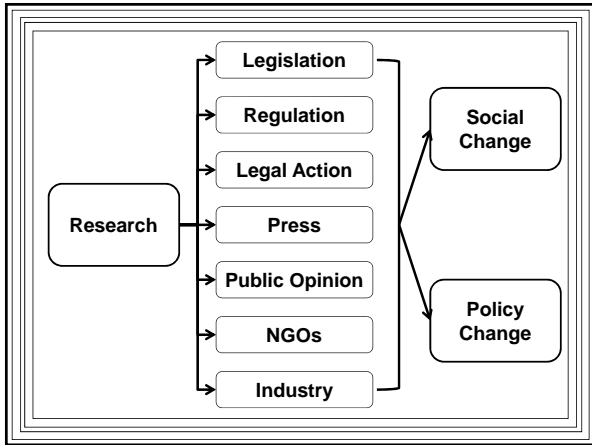 Research
Legislation
Regulation
Legal Action
Press
Public Opinion
NGOs
Industry
Social
Change
Policy
Change